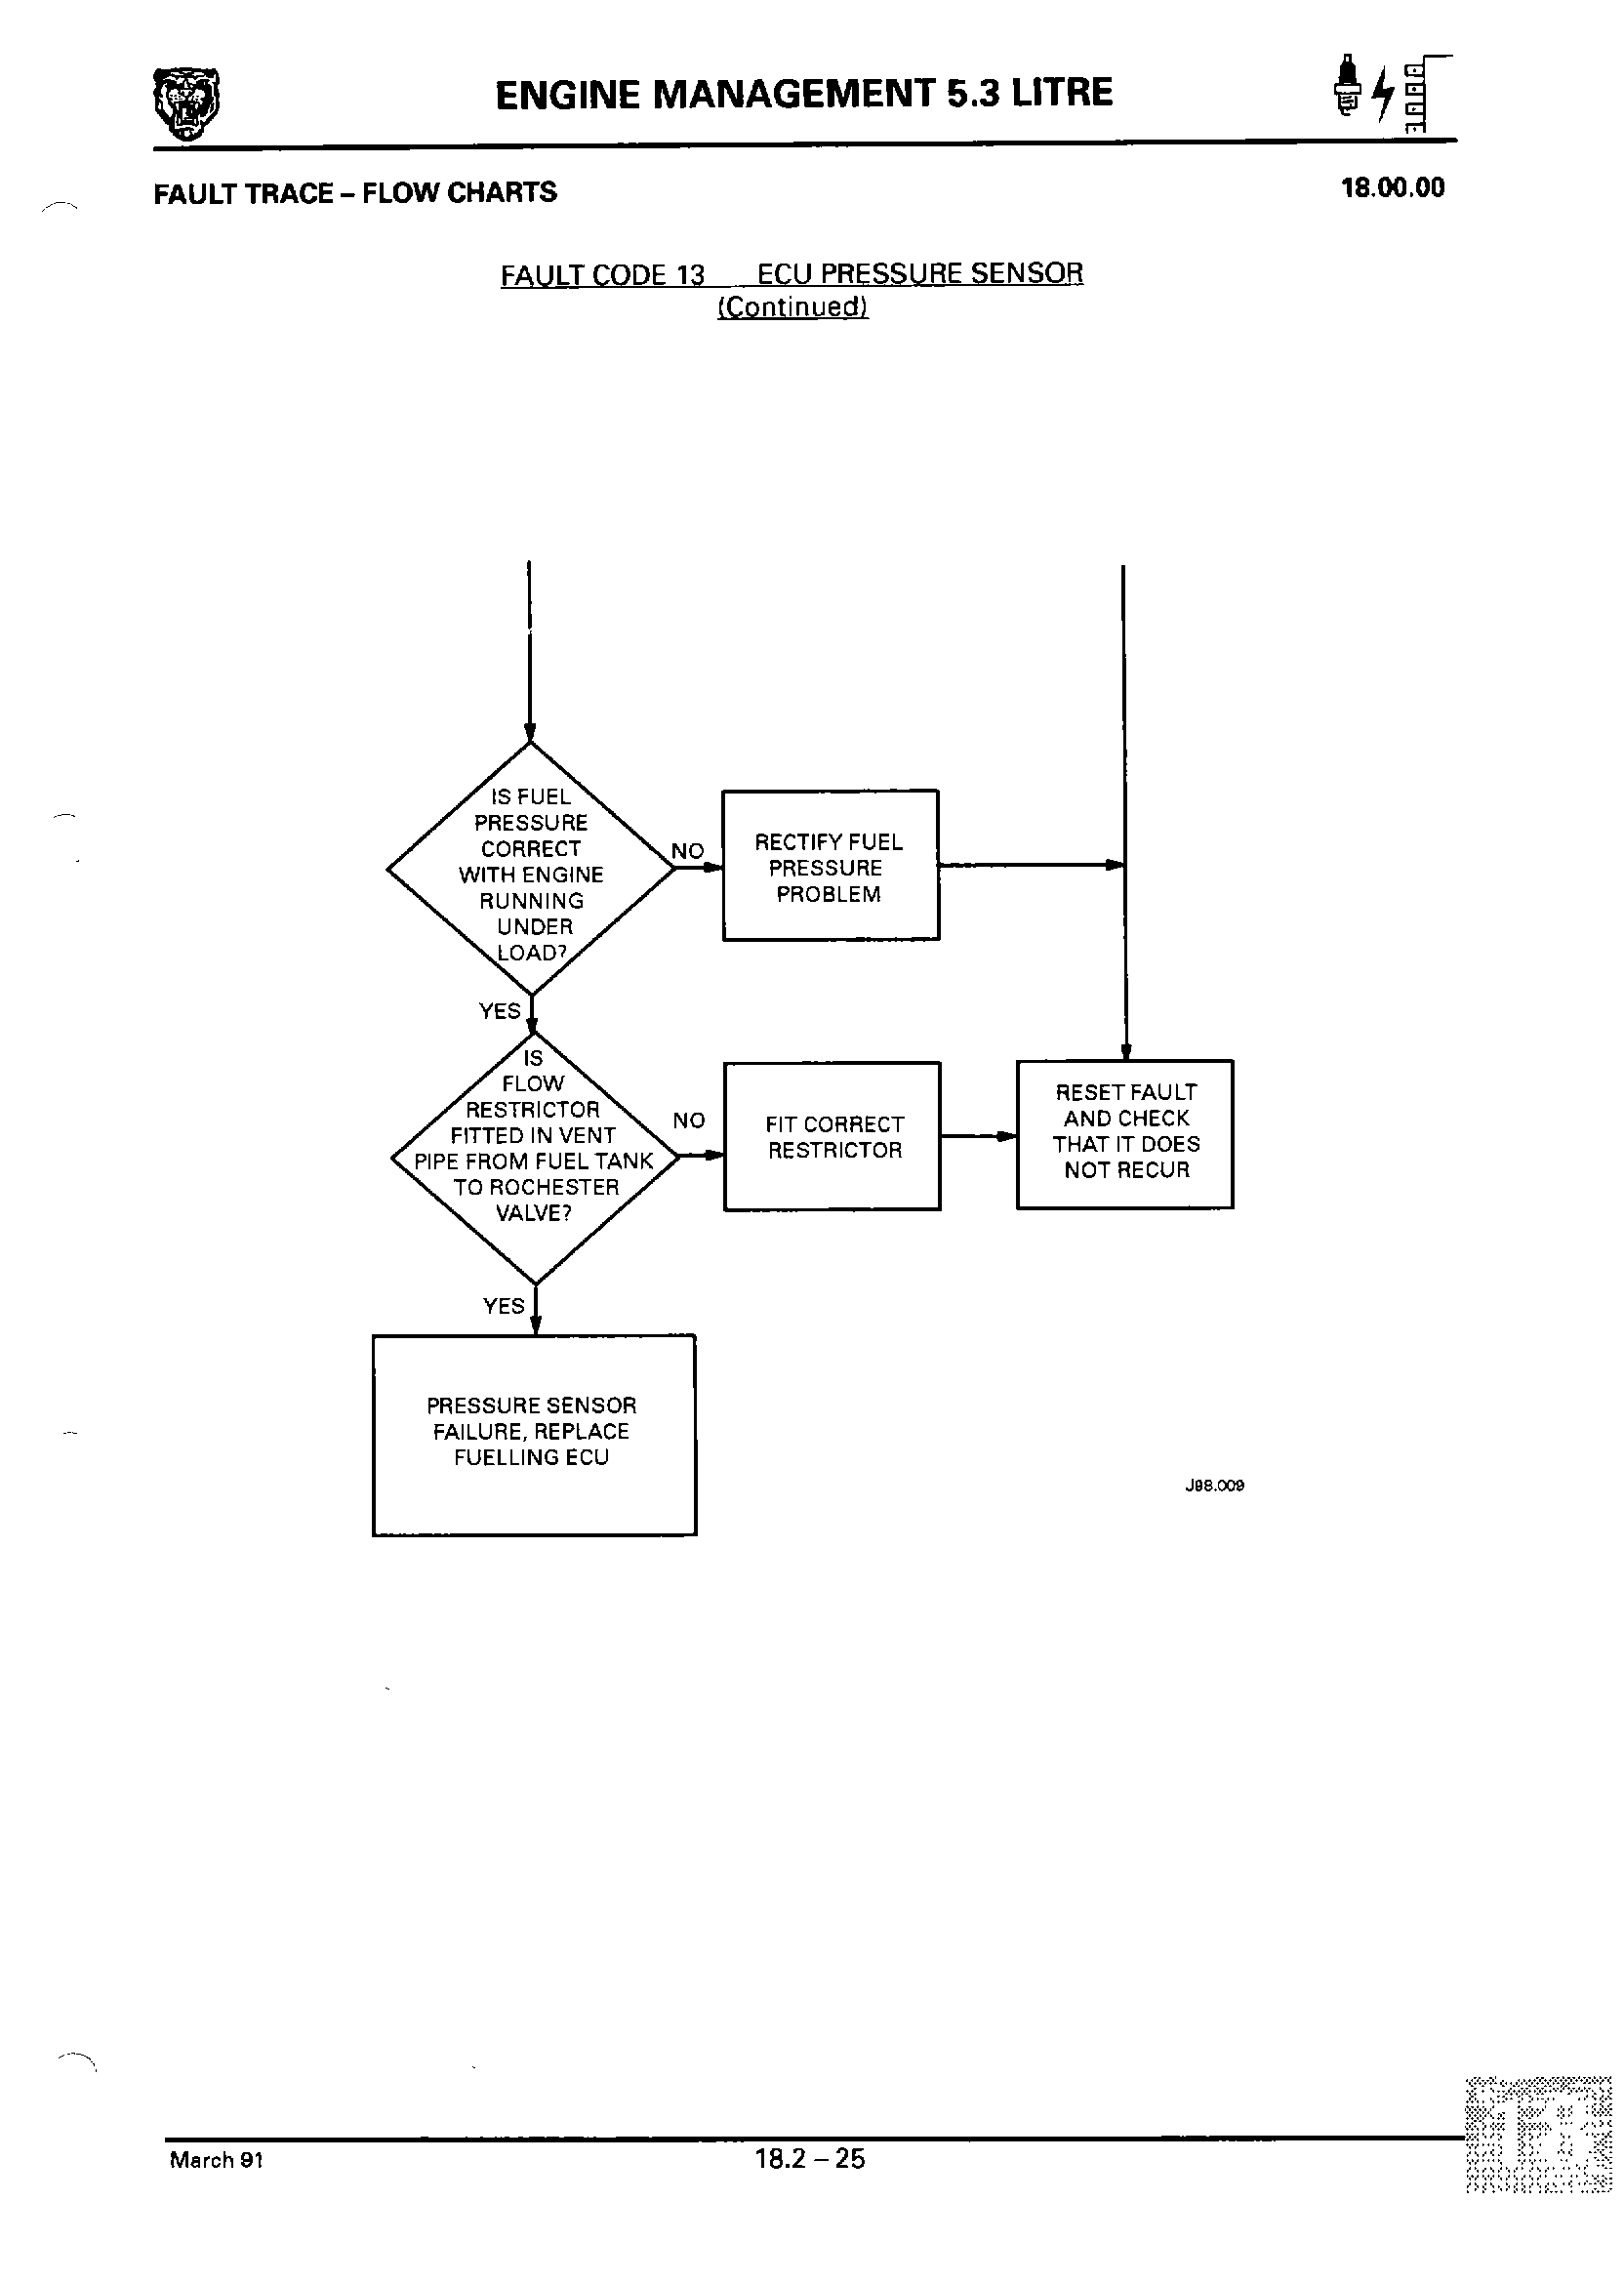 ENGINE MANAGEMENT 5.3 LITRE
FAULT TRACE – FLOW CHARTS
18.00.00
FAULT CODE 13 ECU PRESSURE SENSOR
(Continued)
IS FUEL
PRESSURE
CORRECT
WITH ENGINE
RUNNING
UNDER
LOAD?
NO
RECTIFY FUEL
PRESSURE
PROBLEM
YES
IS
FLOW
RESTRICTOR
FITTED IN VENT
PIPE FROM FUEL TANK
TO ROCHESTER
VALVE?
NO
FIT CORRECT
RESTRICTOR
RESET FAULT
AND CHECK
THAT IT DOES
NOT RECUR
YES
PRESSURE SENSOR
FAILURE, REPLACE
FUELLING ECU
J98.009
March 91
18.2 – 25
18